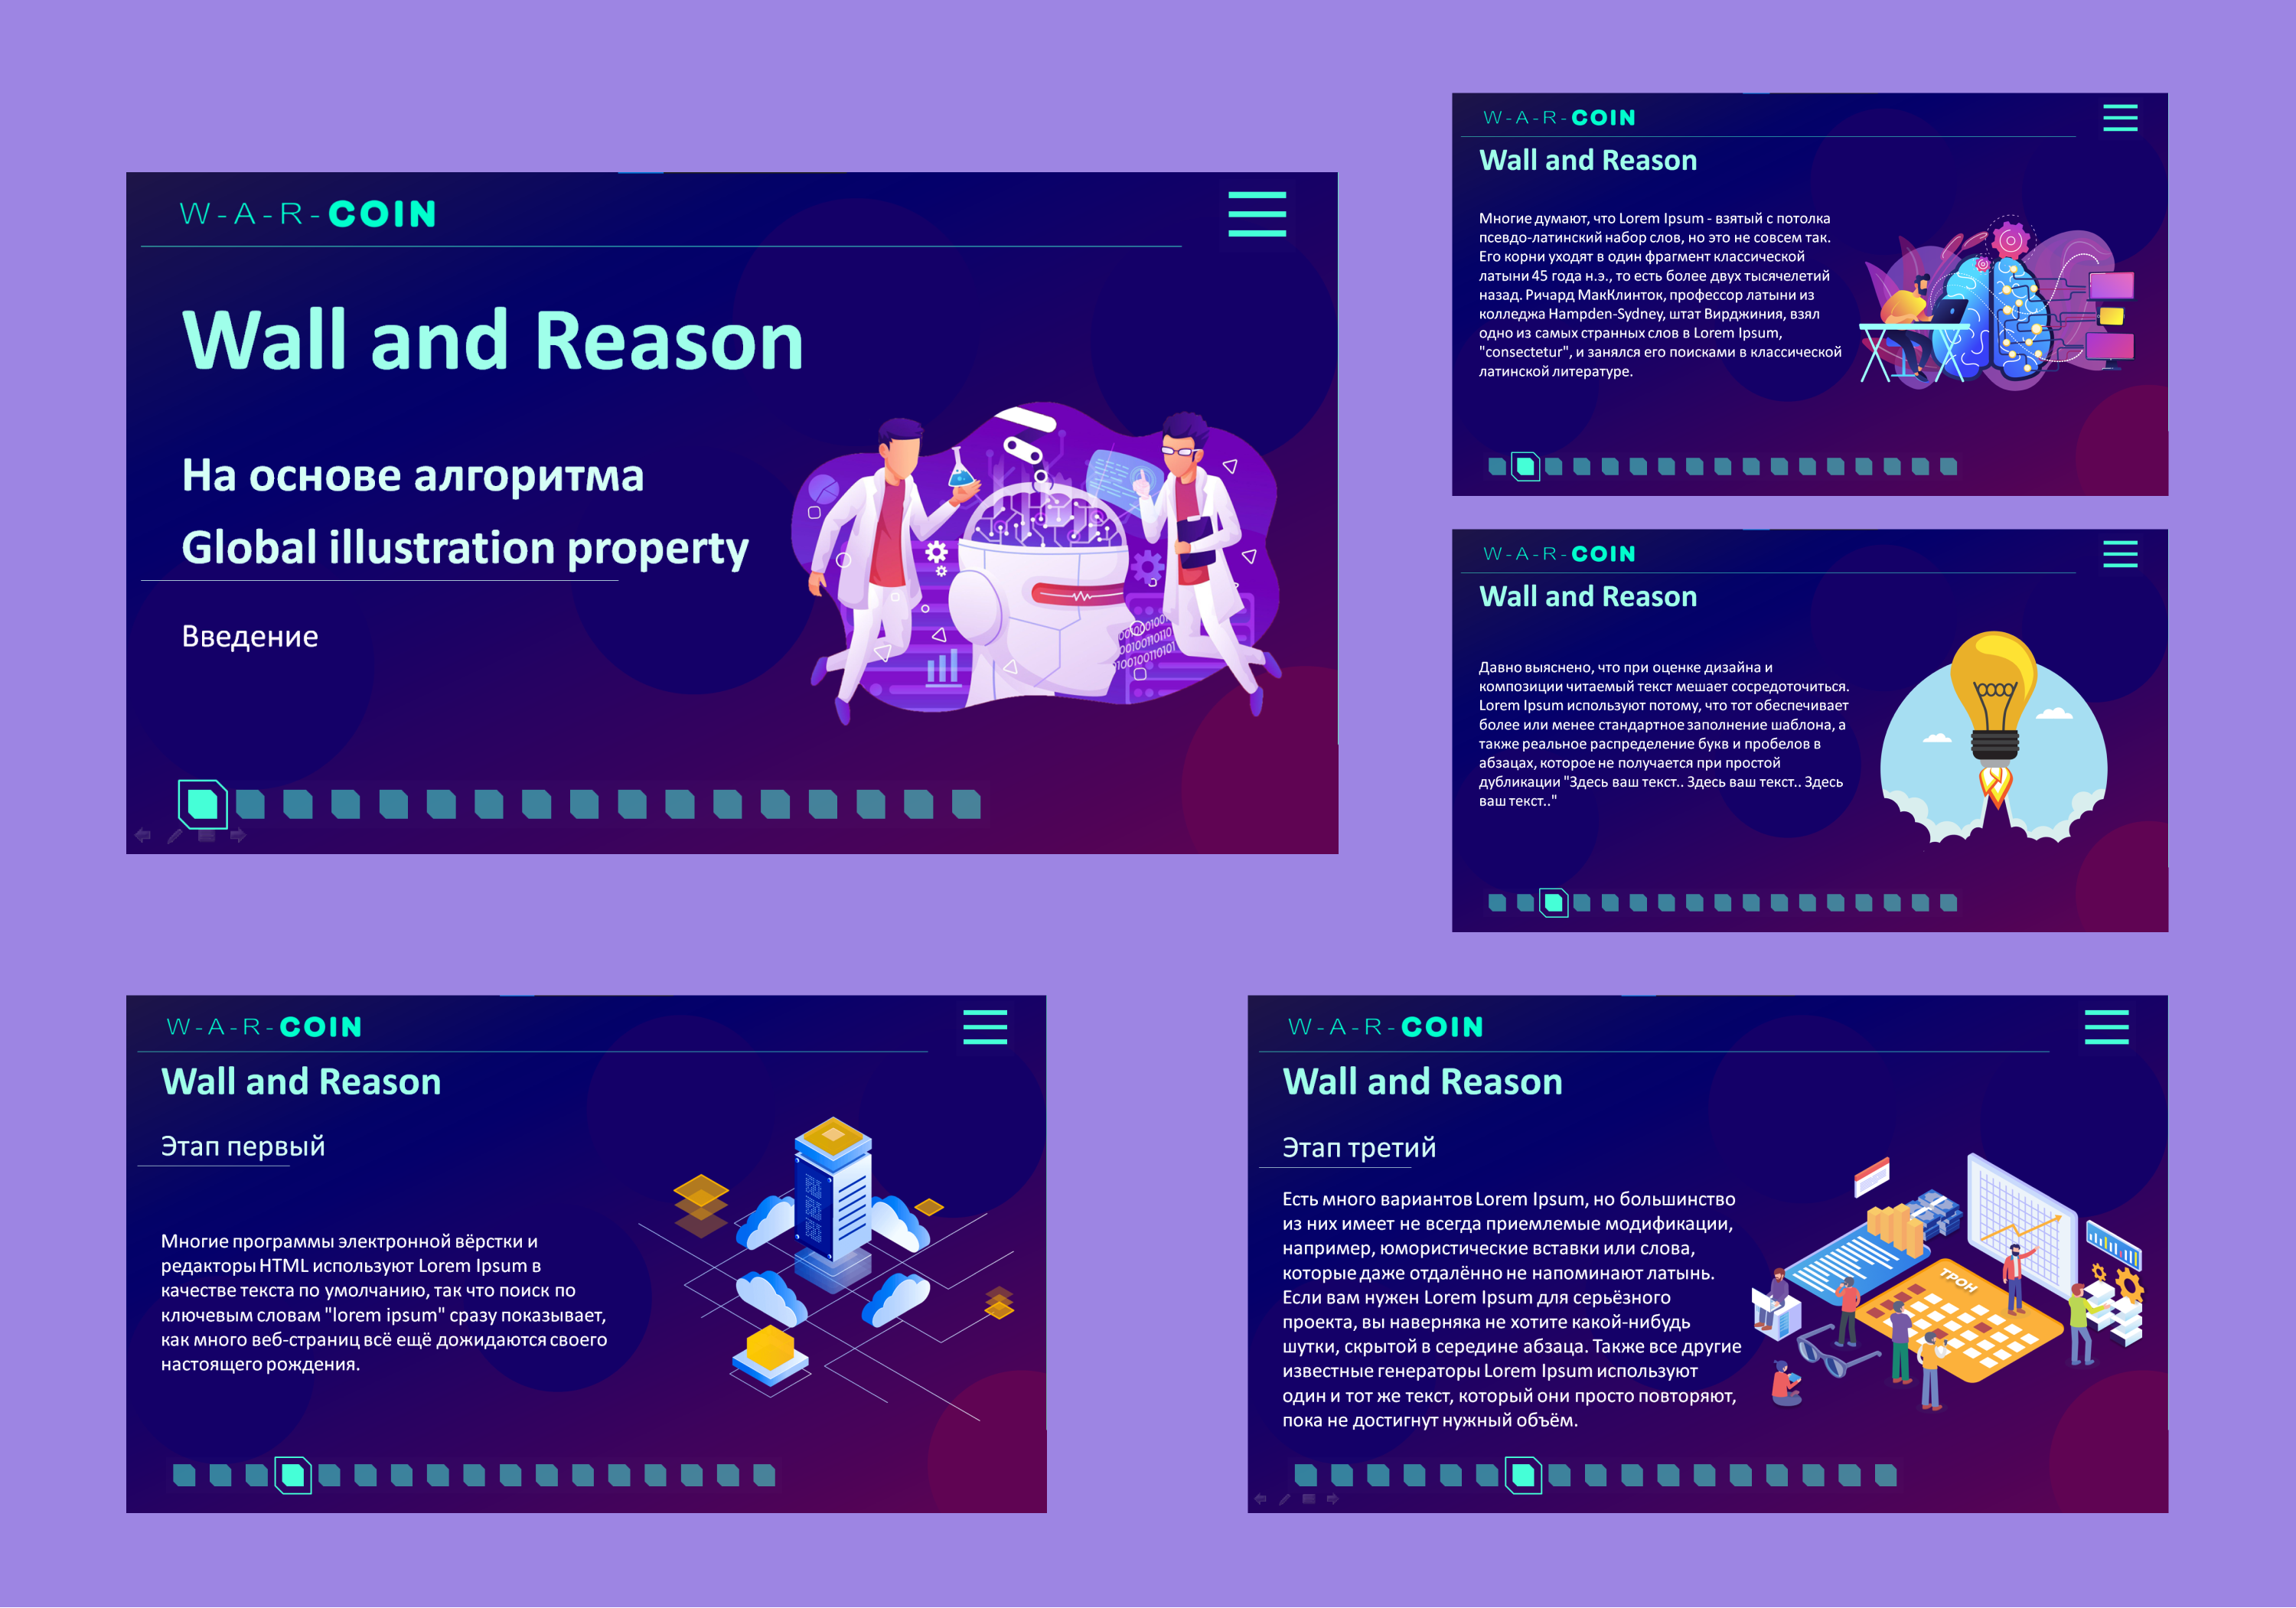 W-A-R-COIN
Wall and Reason
На основе алгоритма
Global illustration property
Введение
W-A-R-COIN
Wall and Reason
Многие думают, что Lorem Ipsum - взятый с потолка
псевдо-латинский набор слов, но это не совсем так.
Его корни уходят в один фрагмент классической
латыни 45 года н.э., то есть более двух тысячелетий
назад. Ричард МакКлинток, профессор латыни из
колледжа Hampden-Sydney, штат Вирджиния, взял
одно из самых странных слов в Lorem Ipsum,
"consectetur", и занялся его поисками в классической
латинской литературе.
W-A-R-COIN
Wall and Reason
Давно выяснено, что при оценке дизайна и
композиции читаемый текст мешает сосредоточиться.
Lorem Ipsum используют потому, что тот обеспечивает
более или менее стандартное заполнение шаблона, а
также реальное распределение букв и пробелов в
абзацах, которое не получается при простой
дубликации "Здесь ваш текст.. Здесь ваш текст.. Здесь
ваш текст.."
W-A-R-COIN
Wall and Reason
Этап первый
Многие программы электронной вёрстки и
редакторы HTML используют Lorem Ipsum в
качестве текста по умолчанию, так что поиск по
ключевым словам "lorem ipsum" сразу показывает,
как много веб-страниц всё ещё дожидаются своего
настоящего рождения.
W-A-R-COIN
Wall and Reason
Этап третий
Есть много вариантов Lorem Ipsum, но большинство
из них имеет не всегда приемлемые модификации,
например, юмористические вставки или слова,
которые даже отдалённо не напоминают латынь.
Если вам нужен Lorem Ipsum для серьёзного
проекта, вы наверняка не хотите какой-нибудь
шутки, скрытой в середине абзаца. Также все другие
известные генераторы Lorem Ipsum используют
один и тот же текст, который они просто повторяют,
пока не достигнут нужный объём.
ТРОН